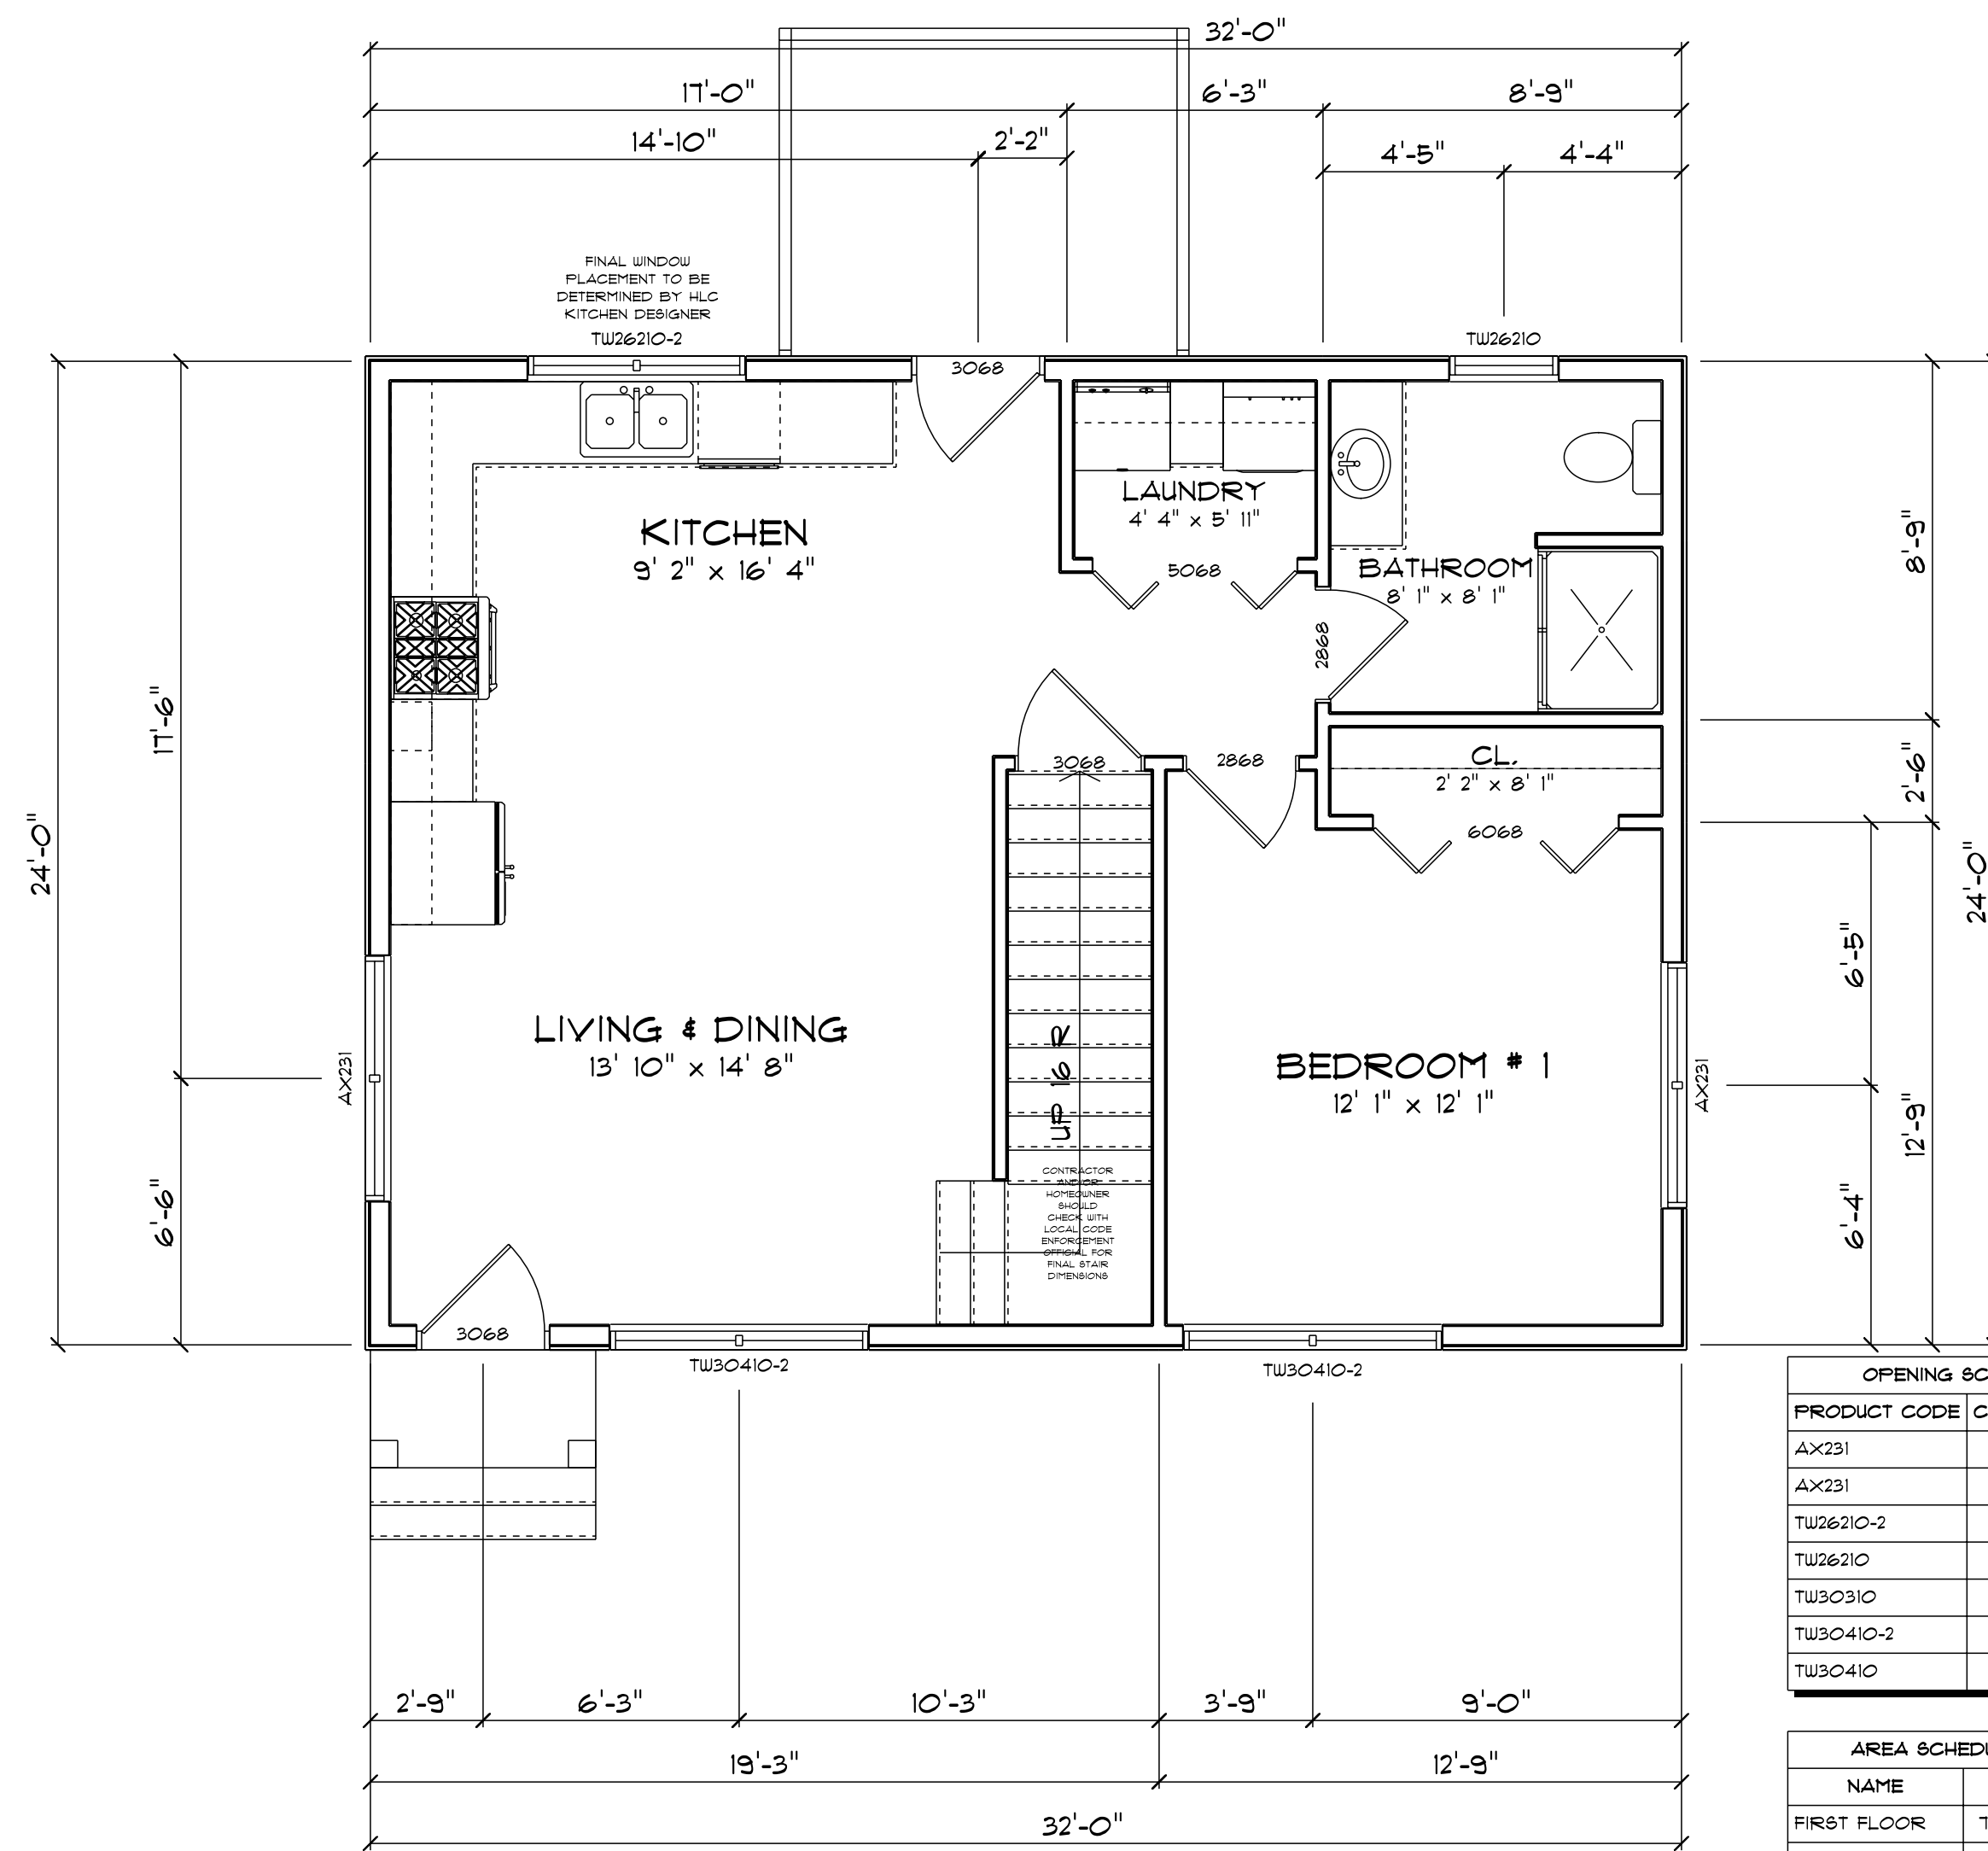 32'-0"
17'-0"
6'-3"
8'-9"
14'-10"
2'-2"
4'-5"
4'-4"
FINAL WINDOW
PLACEMENT TO BE
DETERMINED BY HLC
KITCHEN DESIGNER
TW26210-2
TW26210
3068
LAUNDRY
4' 4" x 5' 11"
KITCHEN
9' 2" x 16' 4"
5068
BATHROOM
8' 1" x 8' 1"
2868
8'-9"
17'-6"
3068
2868
CL.
2' 2" x 8' 1"
2'-6"
6068
24'-0"
24'-0"
6'-5"
LIVING & DINING
13' 10" x 14' 8"
UP 16 R
BEDROOM # 1
12' 1" x 12' 1"
AX231
AX231
12'-9"
6'-6"
6'-4"
CONTRACTOR
AND/OR
HOMEOWNER
SHOULD
CHECK WITH
LOCAL CODE
ENFORCEMENT
OFFICIAL FOR
FINAL STAIR
DIMENSIONS
3068
TW30410-2
TW30410-2
OPENING SC
PRODUCT CODE C
AX231
AX231
TW26210-2
TW26210
TW30310
TW30410-2
TW30410
2'-9"
6'-3"
10'-3"
3'-9"
9'-0"
19'-3"
12'-9"
32'-0"
AREA SCHEDU
NAME
FIRST FLOOR